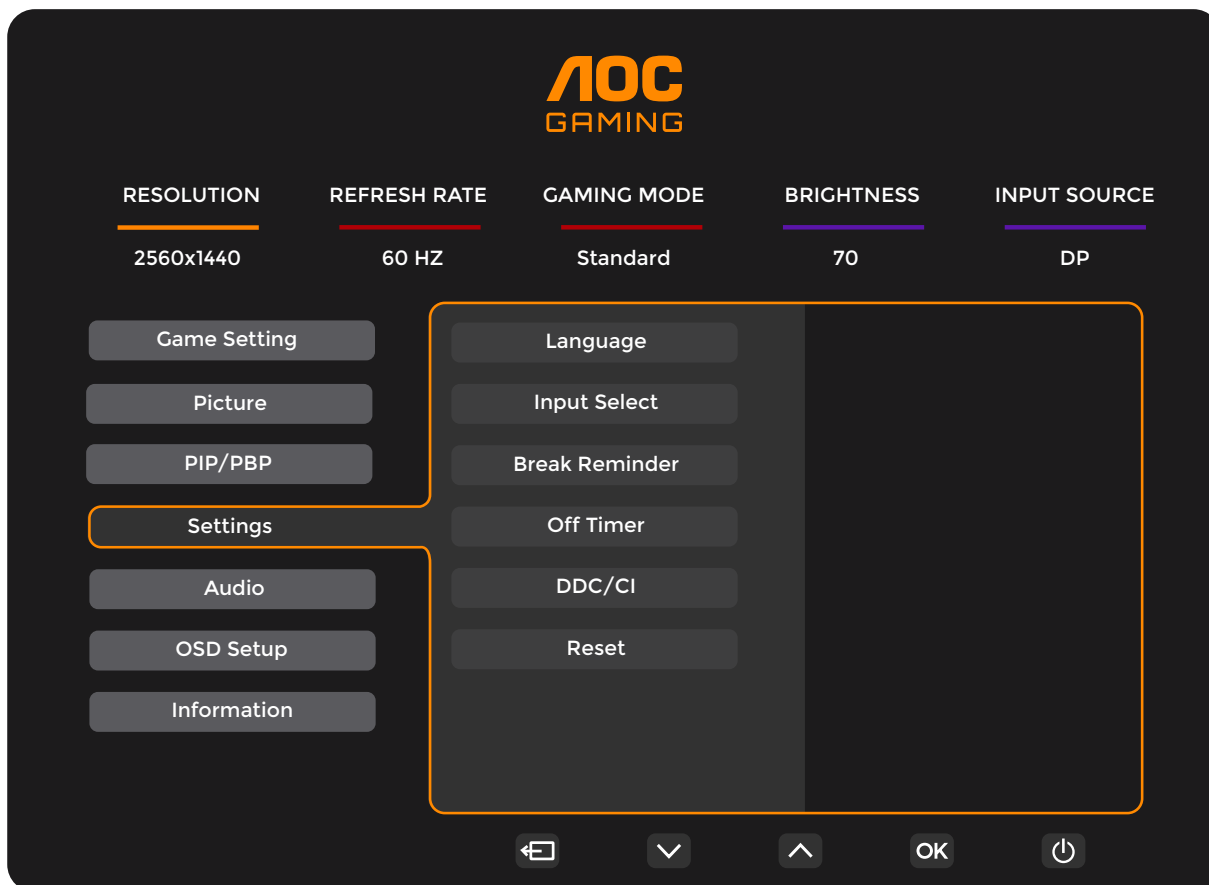 AOC
GAMING
RESOLUTION REFRESH RATE GAMING MODE BRIGHTNESS INPUT SOURCE
2560x1440 60 HZ Standard 70 DP
Game Setting
Picture
PIP/PBP
Settings
Audio
OSD Setup
Information
Language
Input Select
Break Reminder
Off Timer
DDC/CI
Reset
OK